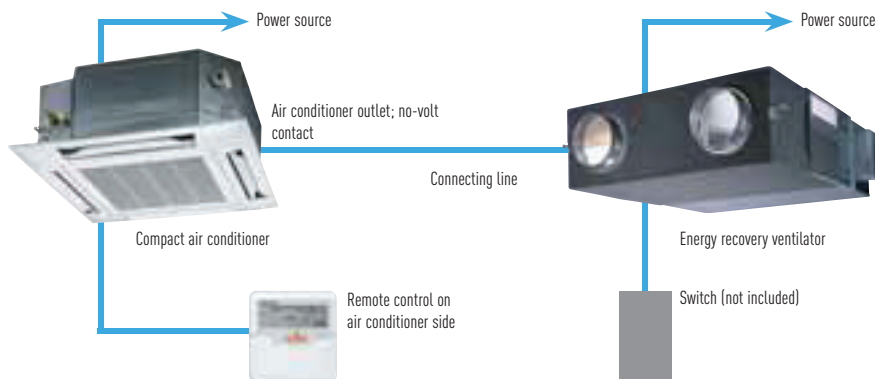 Power source
Power source
Air conditioner outlet; no-volt
contact
Connecting line
Compact air conditioner
Energy recovery ventilator
Remote control on
air conditioner side
Switch (not included)